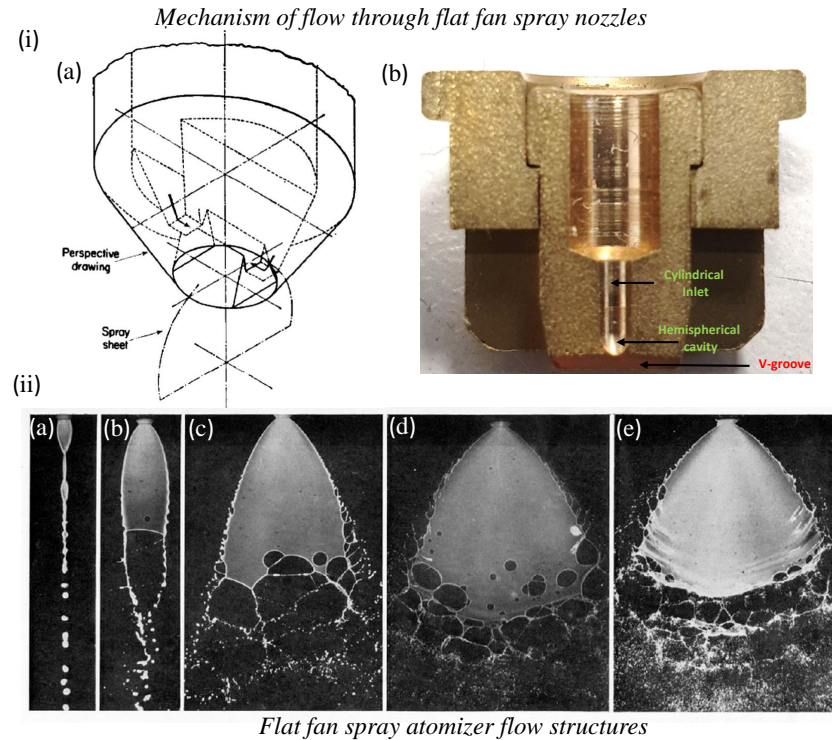 Mechanism of flow through flat fan spray nozzles
(i)
(a)
(b)
Perspective
drawing
Spray
sheet
Cylindrical
Inlet
Hemispherical
cavity
V-groove
(ii)
(a)
(b)
(c)
(d)
(e)
Flat fan spray atomizer flow structures